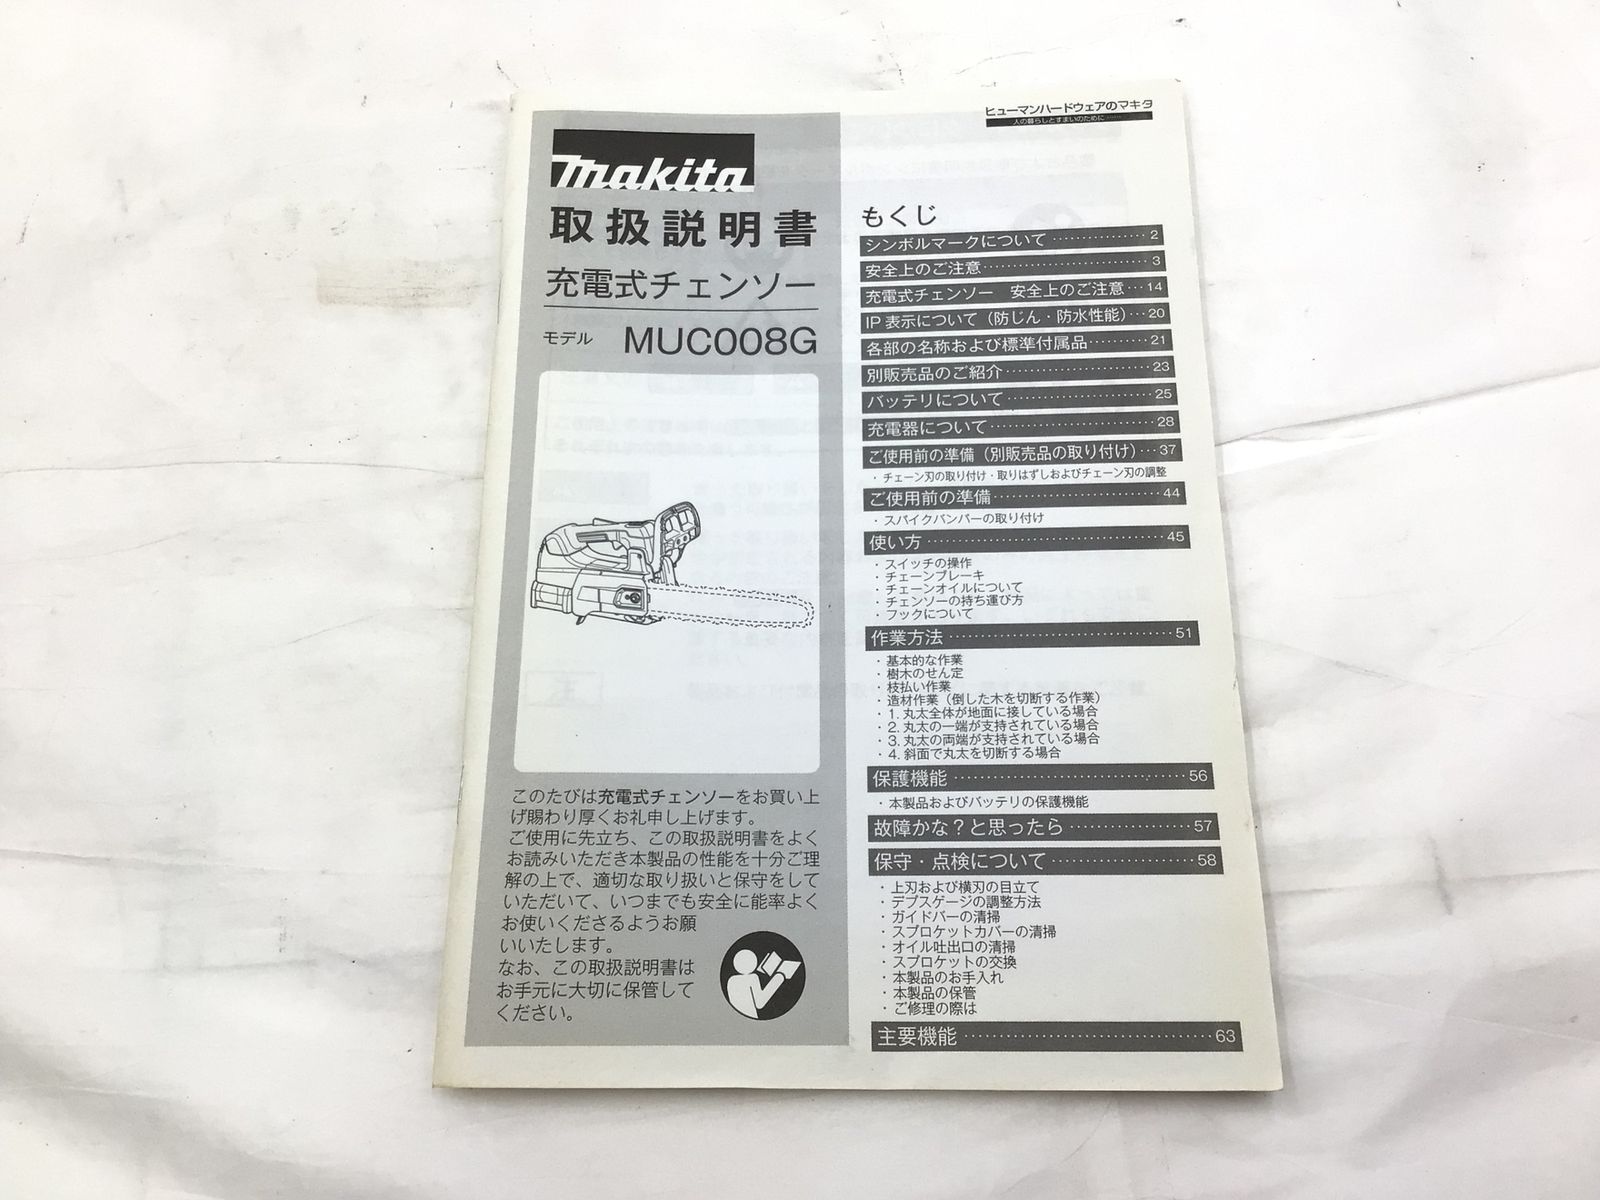 makita
取扱説明書
充電式チェンソー
モデル MUC008G
このたびは充電式チェンソーをお買い上
げ賜わり厚くお礼申し上げます。
ご使用に先立ち、この取扱説明書をよく
お読みいただき本製品の性能を十分ご理
解の上で、適切な取り扱いと保守をして
いただいて、いつまでも安全に能率よく
お使いくださるようお願
いいたします。
なお、この取扱説明書は
お手元に大切に保管して
ください。
ヒューマンハードウェアのマキタ
人の暮らしとすまいのために……
もくじ
シンボルマークについて ················ 2
安全上のご注意 ························ 3
充電式チェンソー 安全上のご注意 ··· 14
IP 表示について（防じん・防水性能） ··· 20
各部の名称および標準付属品 ·········· 21
別販売品のご紹介 ······················ 23
バッテリについて ······················ 25
充電器について ························ 28
ご使用前の準備（別販売品の取り付け） ··· 37
・チェーン刃の取り付け・取りはずしおよびチェーン刃の調整
ご使用前の準備 ························ 44
・スパイクバンパーの取り付け
使い方 ································ 45
・スイッチの操作
・チェーンブレーキ
・チェーンオイルについて
・チェンソーの持ち運び方
・フックについて
作業方法 ······························ 51
・基本的な作業
・樹木のせん定
・枝払い作業
・造材作業（倒した木を切断する作業）
・1. 丸太全体が地面に接している場合
・2. 丸太の一端が支持されている場合
・3. 丸太の両端が支持されている場合
・4. 斜面で丸太を切断する場合
保護機能 ······························ 56
・本製品およびバッテリの保護機能
故障かな？と思ったら ·················· 57
保守・点検について ···················· 58
・上刃および横刃の目立て
・デプスゲージの調整方法
・ガイドバーの清掃
・スプロケットカバーの清掃
・オイル吐出口の清掃
・スプロケットの交換
・本製品のお手入れ
・本製品の保管
・ご修理の際は
主要機能 ······························ 63